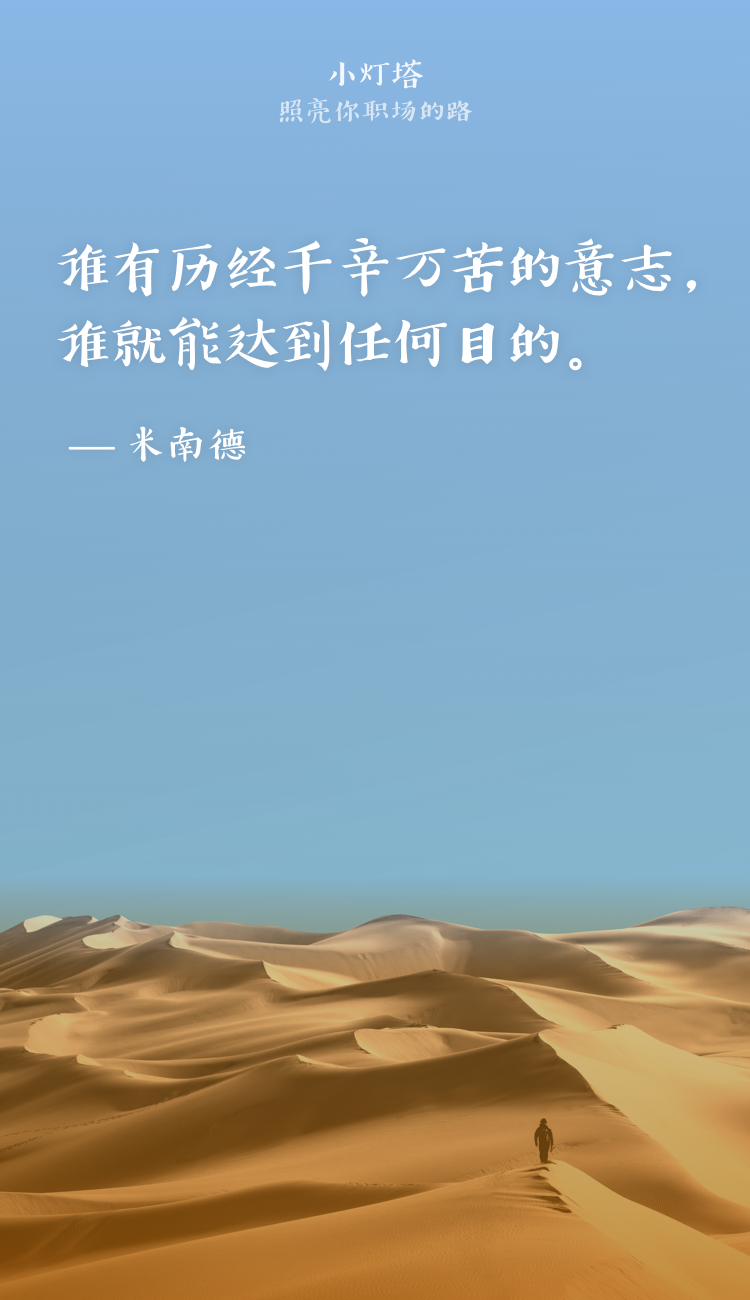 小灯塔
照亮你职场的路
谁有历经千辛万苦的意志，
谁就能达到任何目的。
— 米南德